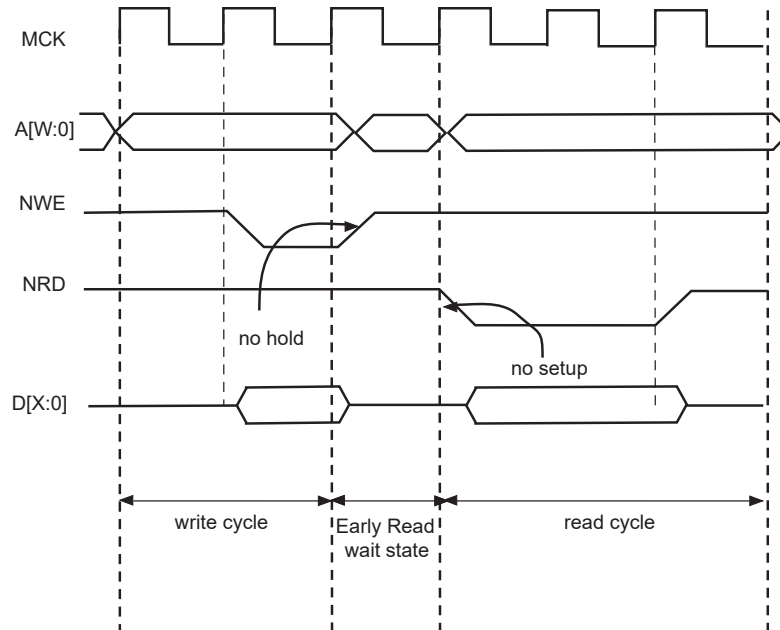 MCK
A[W:0]
NWE
NRD
no hold
no setup
D[X:0]
write cycle
Early Read
wait state
read cycle